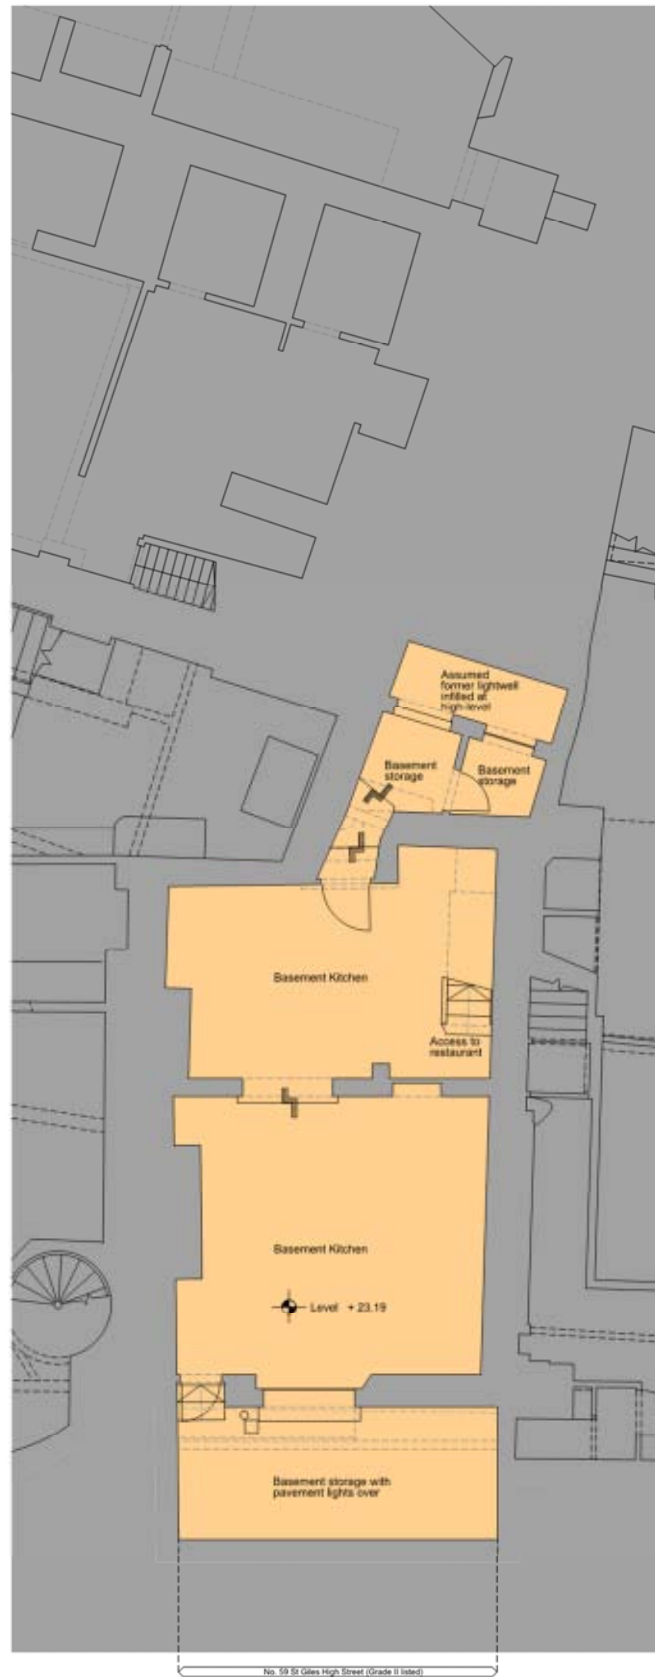 Assumed
former lightwell
infilled at
high-level
Basement
storage
Basement
storage
Basement Kitchen
Access to
restaurant
Basement Kitchen
Level + 23.19
Basement storage with
pavement lights over
No. 59 St Giles High Street (Grade II listed)